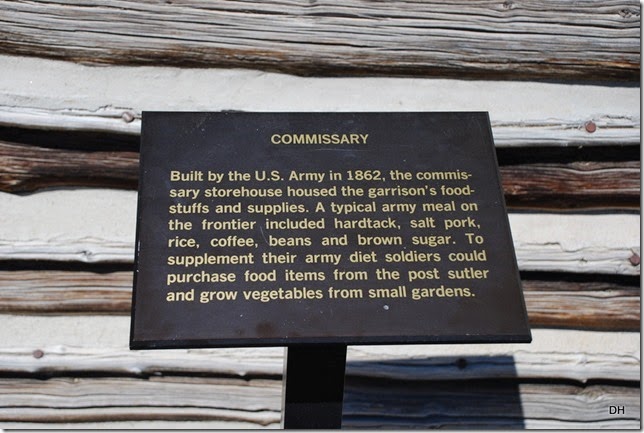 COMMISSARY
Built by the U.S. Army in 1862, the commis-
sary storehouse housed the garrison's food-
stuffs and supplies. A typical army meal on
the frontier included hardtack, salt pork,
rice, coffee, beans and brown sugar. To
supplement their army diet soldiers could
purchase food items from the post sutler
and grow vegetables from small gardens.
DH